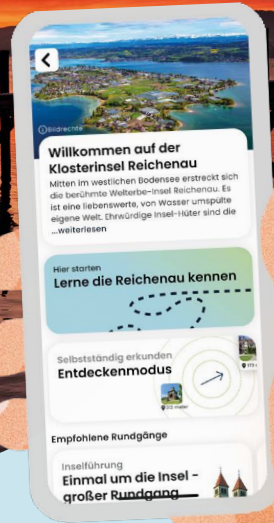 Bildrechte
Willkommen auf der
Klosterinsel Reichenau
Mitten im westlichen Bodensee erstreckt sich
die berühmte Welterbe-Insel Reichenau. Es
ist eine liebenswerte, von Wasser umspülte
eigene Welt. Ehrwürdige Insel-Hüter sind die
...weiterlesen
Hier starten
Lerne die Reichenau kennen
Selbstständig erkunden
Entdeckenmodus
Empfohlene Rundgänge
Inselführung
Einmal um die Insel -
großer Rundgang